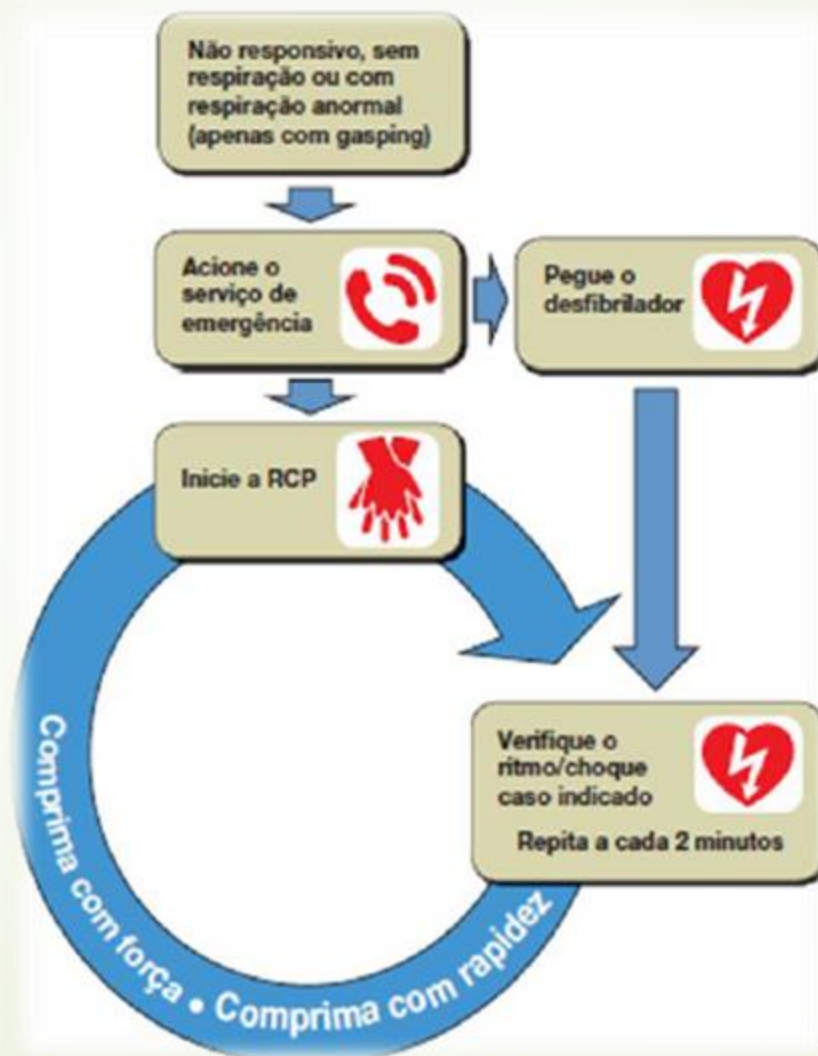 Não responsivo, sem
respiração ou com
respiração anormal
(apenas com gasping)
Acione o
serviço de
emergência
Pegue o
desfibrilador
Inicie a RCP
Verifique o
ritmo/choque
caso indicado
Repita a cada 2 minutos
Comprima com força • Comprima com rapidez